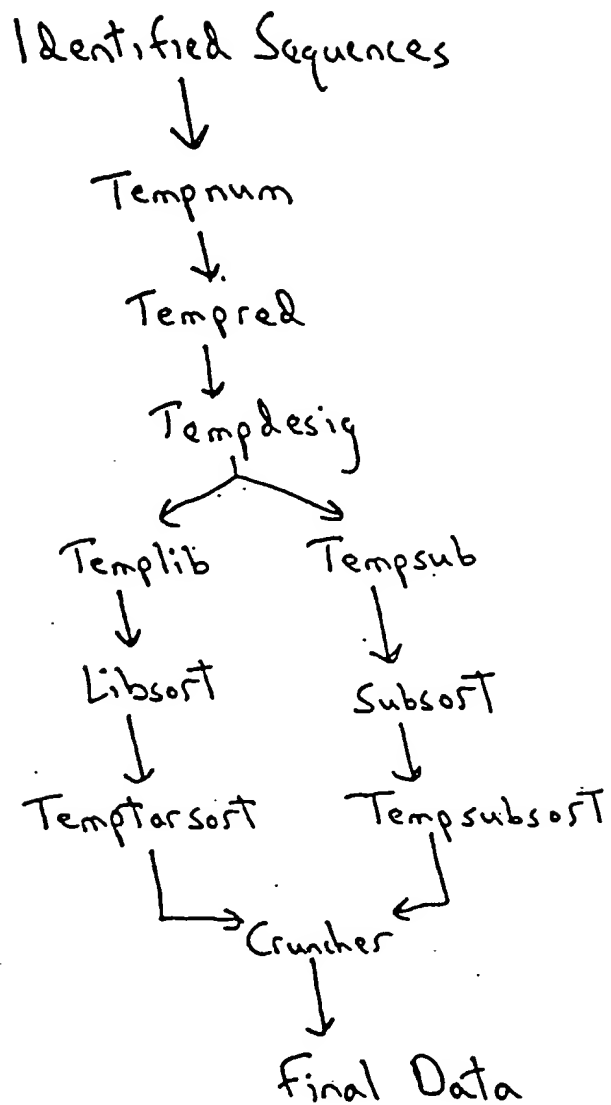 Identified Sequences
Tempnum
Tempred
Tempdesig
Templib Tempsub
Libsort Subsort
Temptarsort Tempsubsort
Cruncher
Final Data